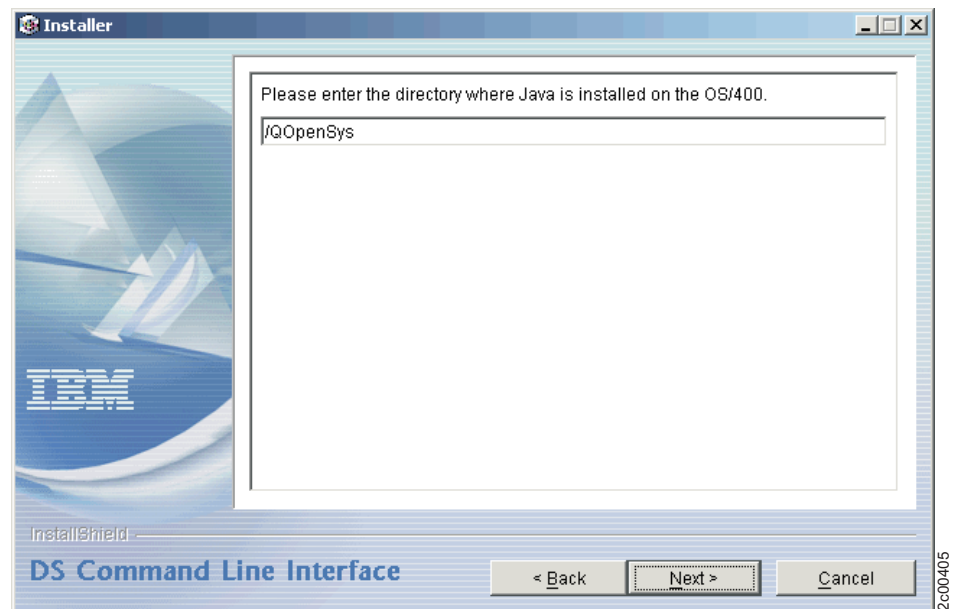 Installer
Please enter the directory where Java is installed on the OS/400.
/QOpenSys
IBM
InstallShield
DS Command Line Interface
< Back
Next >
Cancel
2c00405